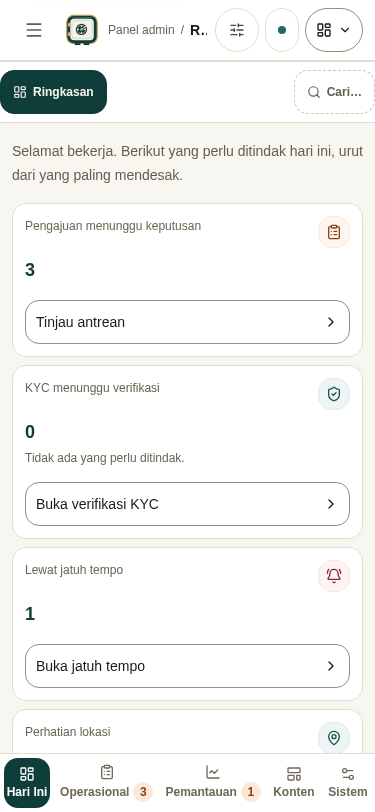 Panel admin / R..
Ringkasan
Cari...
Selamat bekerja. Berikut yang perlu ditindak hari ini, urut
dari yang paling mendesak.
Pengajuan menunggu keputusan
3
Tinjau antrean
KYC menunggu verifikasi
0
Tidak ada yang perlu ditindak.
Buka verifikasi KYC
Lewat jatuh tempo
1
Buka jatuh tempo
Perhatian lokasi
Hari Ini
Operasional 3
Pemantauan 1
Konten
Sistem